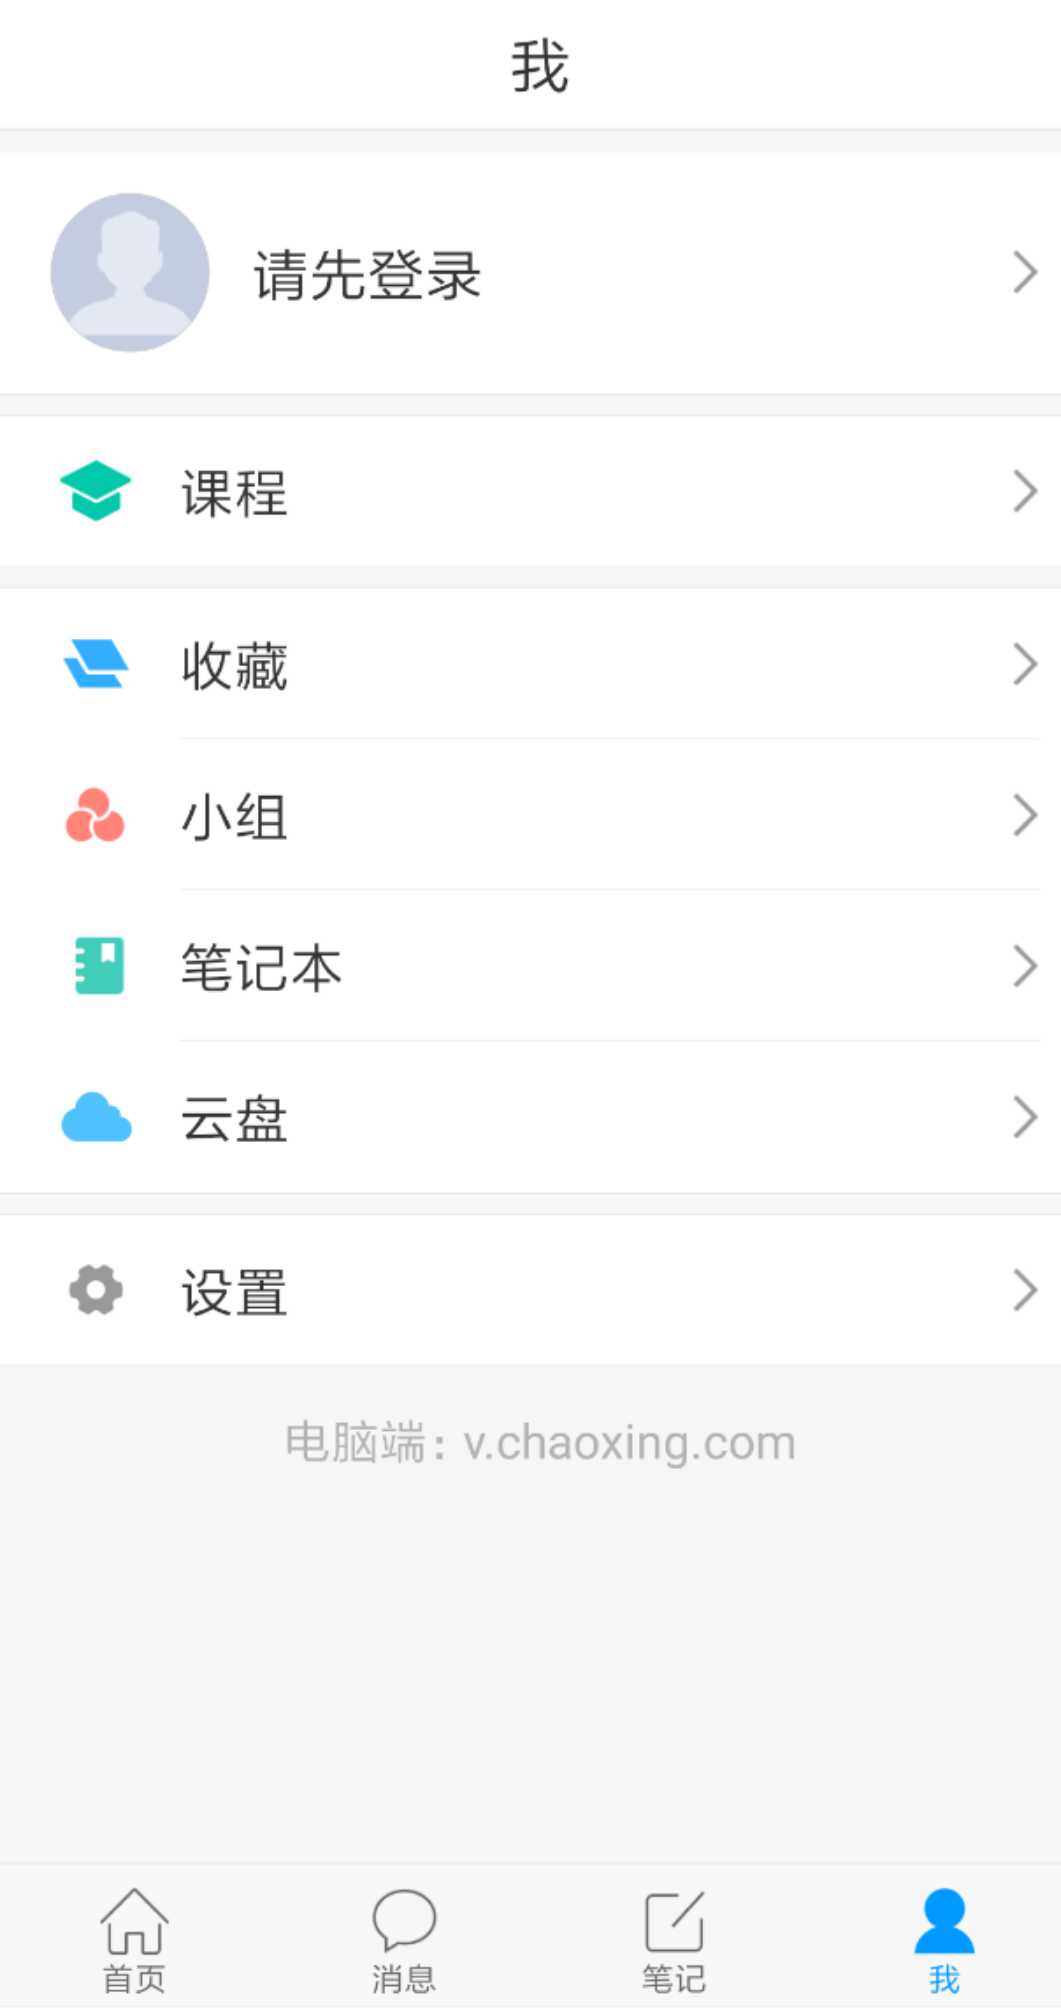 我
请先登录
课程
收藏
小组
笔记本
云盘
设置
电脑端：v.chaoxing.com
首页
消息
笔记
我